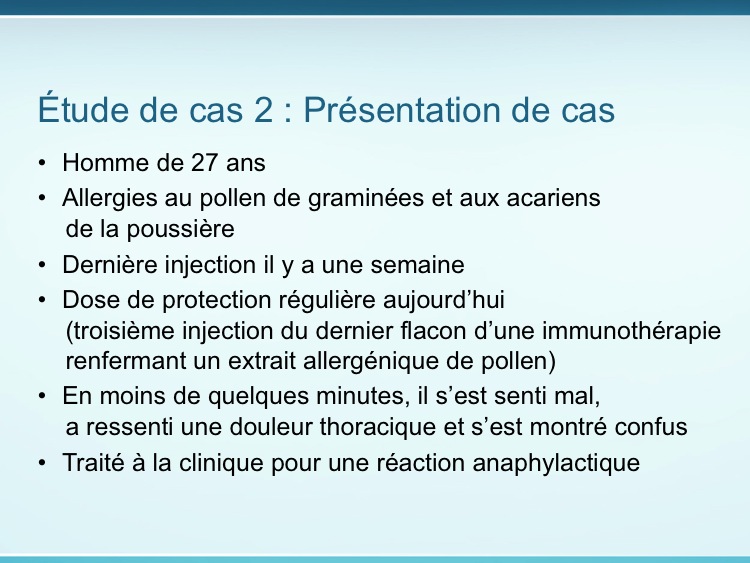 Étude de cas 2 : Présentation de cas
• Homme de 27 ans
• Allergies au pollen de graminées et aux acariens
de la poussière
• Dernière injection il y a une semaine
• Dose de protection régulière aujourd’hui
(troisième injection du dernier flacon d’une immunothérapie
renfermant un extrait allergénique de pollen)
• En moins de quelques minutes, il s’est senti mal,
a ressenti une douleur thoracique et s’est montré confus
• Traité à la clinique pour une réaction anaphylactique